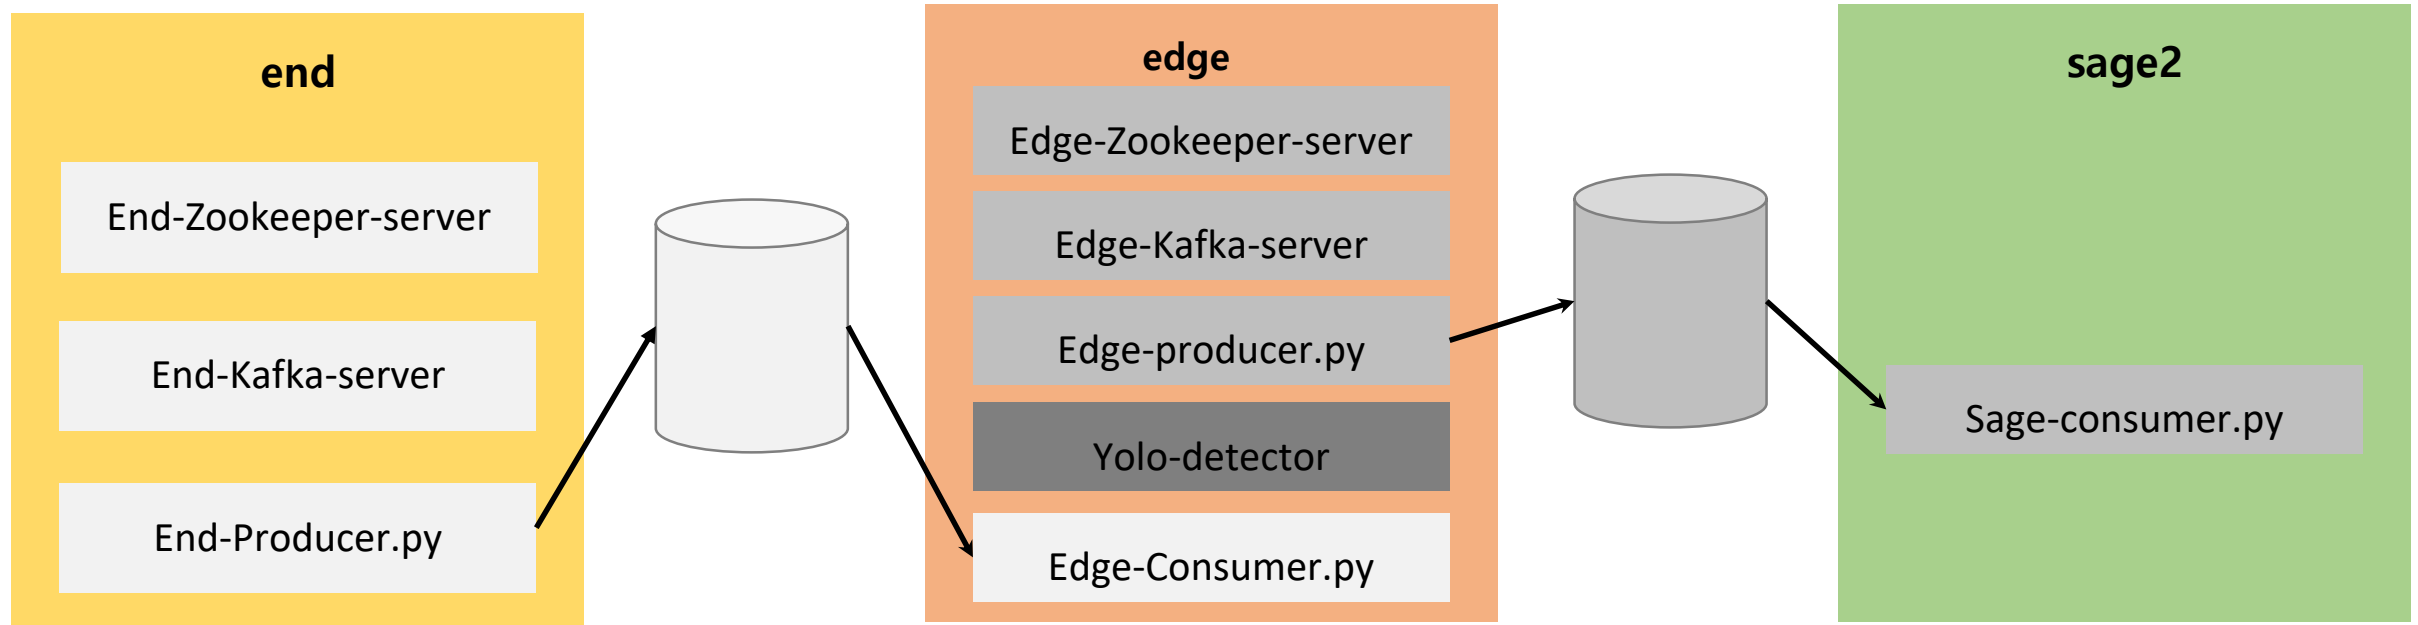 end
End-Zookeeper-server
End-Kafka-server
End-Producer.py
edge
Edge-Zookeeper-server
Edge-Kafka-server
Edge-producer.py
Yolo-detector
Edge-Consumer.py
sage2
Sage-consumer.py